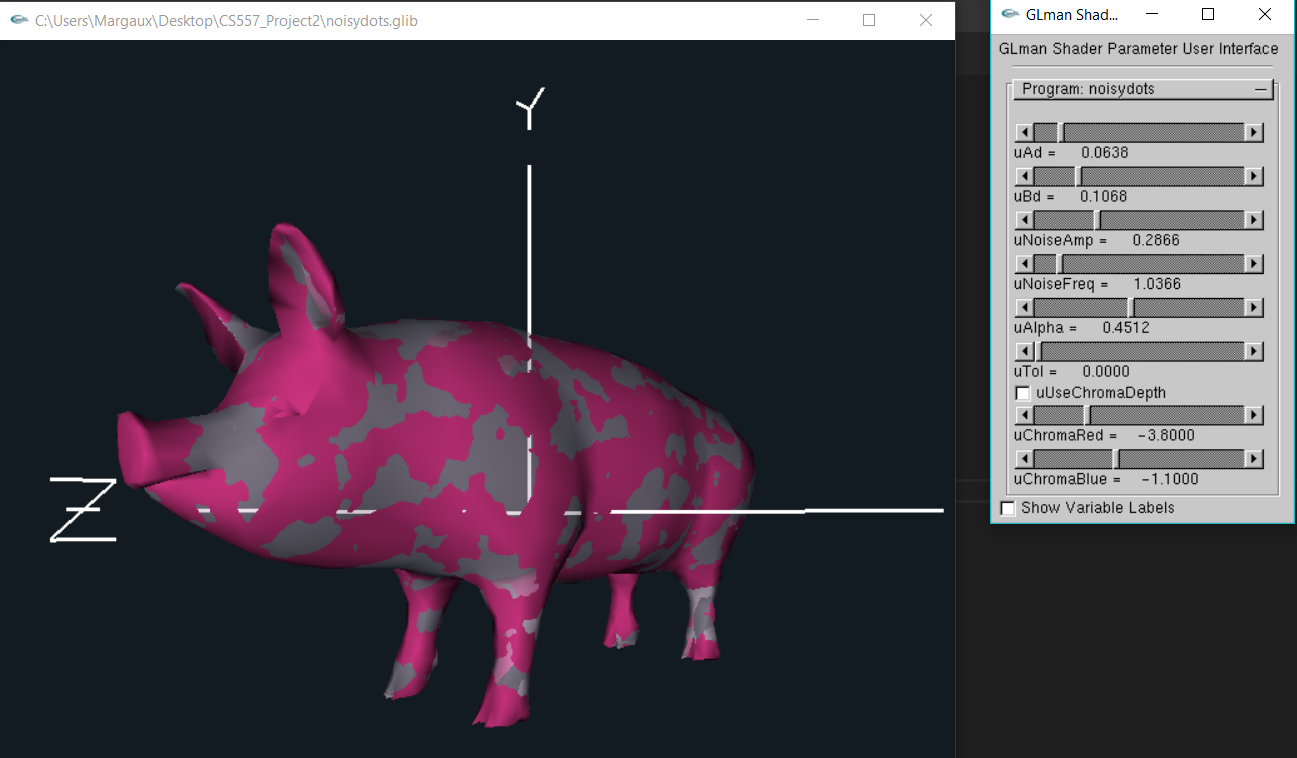 C:\Users\Margaux\Desktop\CS557_Project2\noisydots.glib
Y
Z
GLman Shad...
GLman Shader Parameter User Interface
Program: noisydots
uAd = 0.0638
uBd = 0.1068
uNoiseAmp = 0.2866
uNoiseFreq = 1.0366
uAlpha = 0.4512
uTol = 0.0000
uUseChromaDepth
uChromaRed = -3.8000
uChromaBlue = -1.1000
Show Variable Labels